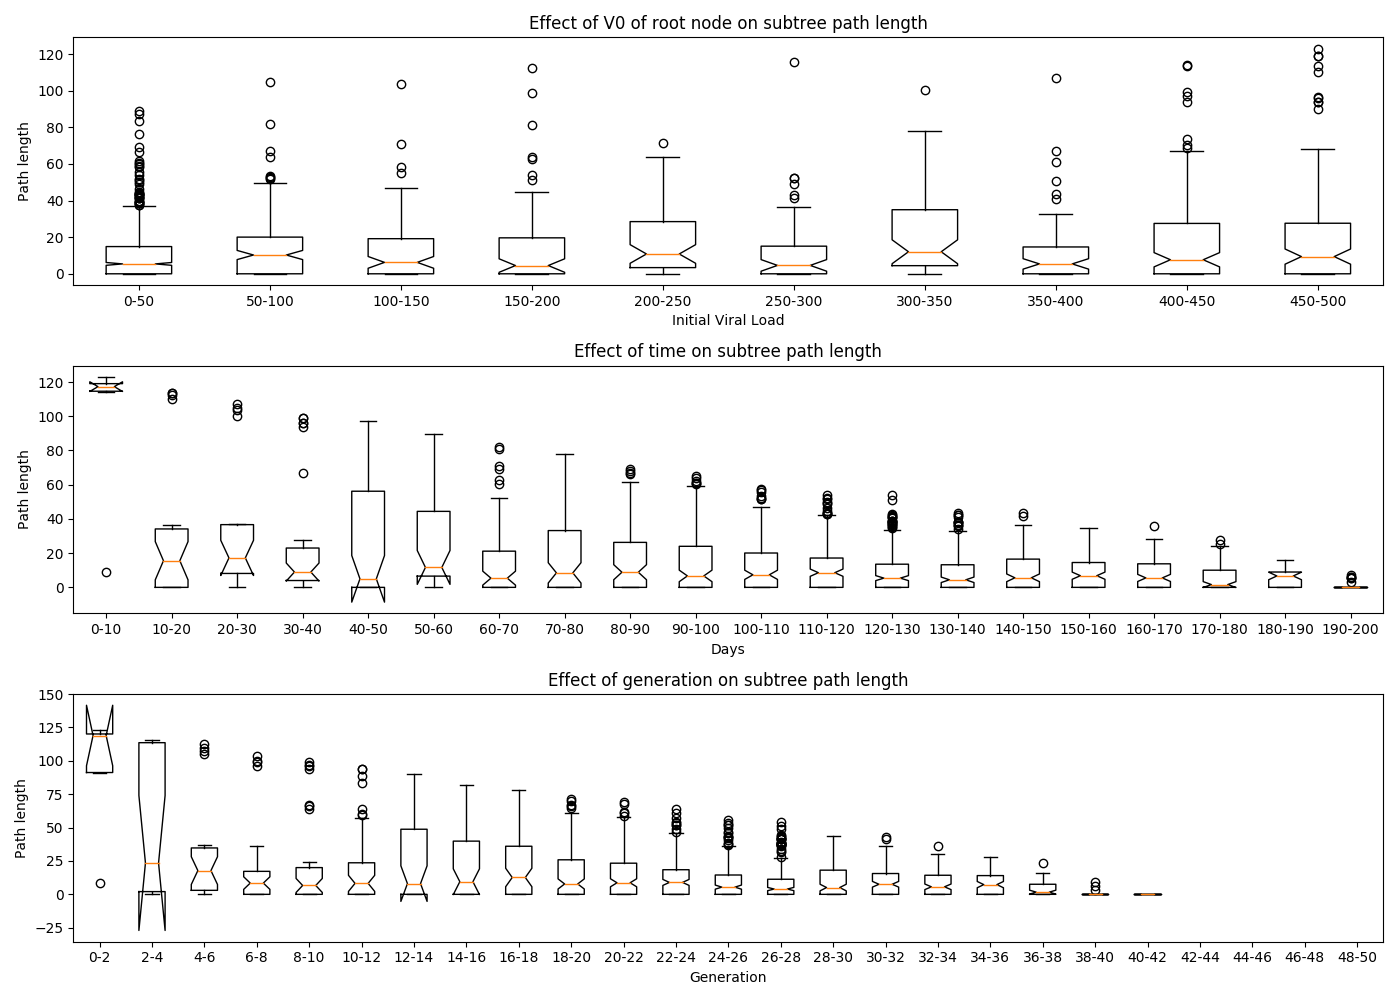 Effect of V0 of root node on subtree path length
120
100
80
60
40
20
0
Path length
0-50 50-100 100-150 150-200 200-250 250-300 300-350 350-400 400-450 450-500
Initial Viral Load
Effect of time on subtree path length
120
100
80
60
40
20
0
Path length
0-10 10-20 20-30 30-40 40-50 50-60 60-70 70-80 80-90 90-100 100-110 110-120 120-130 130-140 140-150 150-160 160-170 170-180 180-190 190-200
Days
Effect of generation on subtree path length
150
125
100
75
50
25
0
−25
Path length
0-2 2-4 4-6 6-8 8-10 10-12 12-14 14-16 16-18 18-20 20-22 22-24 24-26 26-28 28-30 30-32 32-34 34-36 36-38 38-40 40-42 42-44 44-46 46-48 48-50
Generation